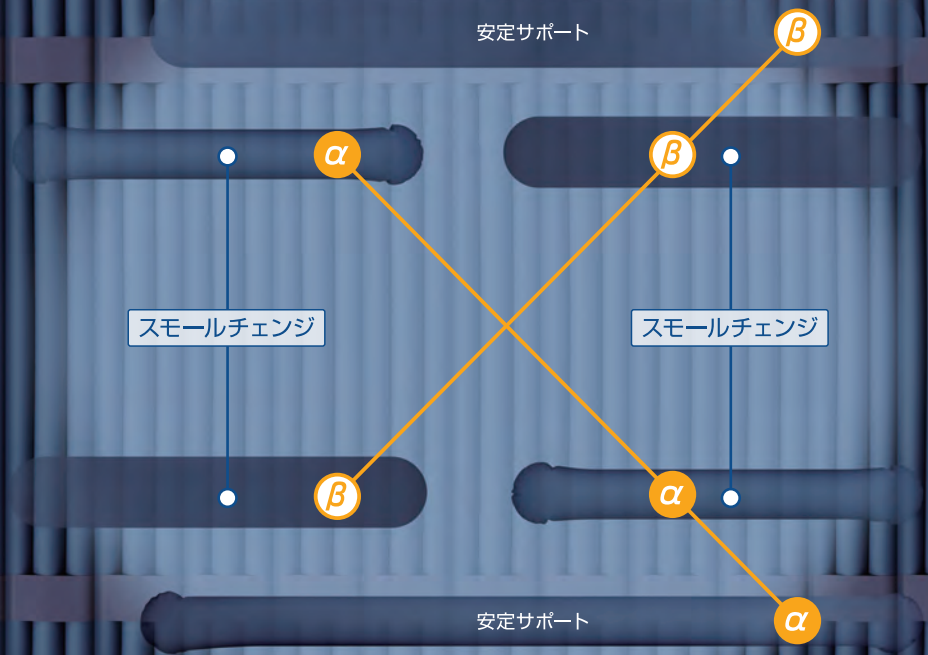 安定サポート
β
α
β
スモールチェンジ
スモールチェンジ
β
α
安定サポート
α